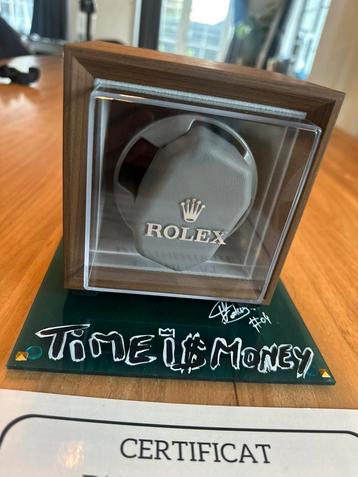 ROLEX
#04
TIME I$ MONEY
CERTIFICAT